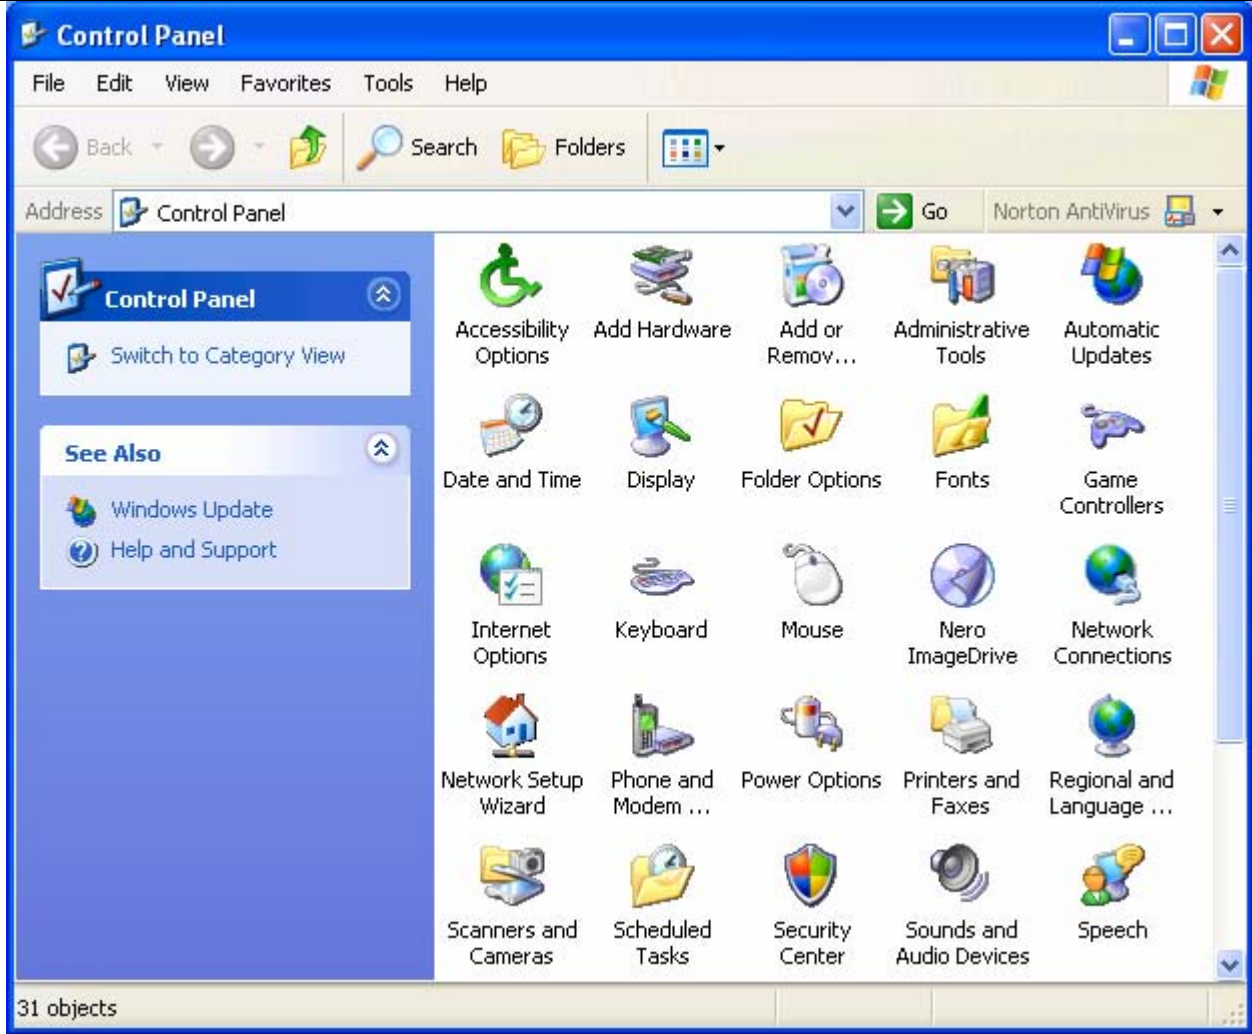 Control Panel
File Edit View Favorites Tools Help
Back Search Folders
Address Control Panel Go Norton AntiVirus
Control Panel
Switch to Category View
See Also
Windows Update
Help and Support
Accessibility Options
Add Hardware
Add or Remov...
Administrative Tools
Automatic Updates
Date and Time
Display
Folder Options
Fonts
Game Controllers
Internet Options
Keyboard
Mouse
Nero ImageDrive
Network Connections
Network Setup Wizard
Phone and Modem ...
Power Options
Printers and Faxes
Regional and Language ...
Scanners and Cameras
Scheduled Tasks
Security Center
Sounds and Audio Devices
Speech
31 objects